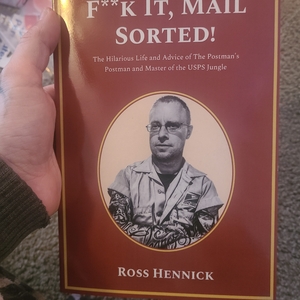 F**K IT, MAIL
SORTED!
The Hilarious Life and Advice of The Postman's
Postman and Master of the USPS Jungle
ROSS HENNICK